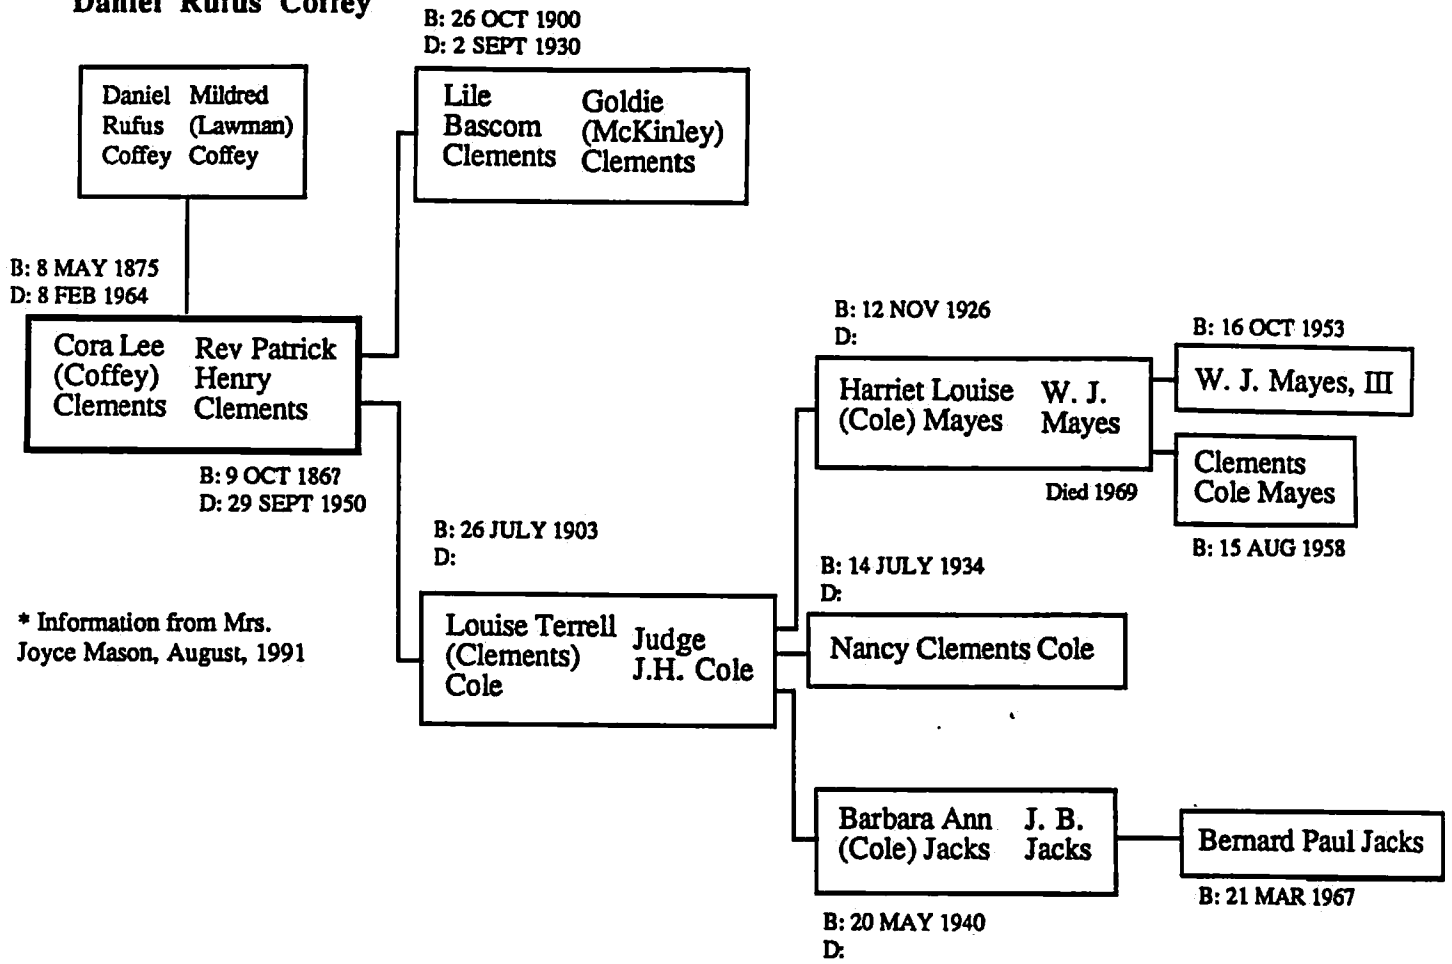 Daniel Rufus Coffey
B: 26 OCT 1900
D: 2 SEPT 1930
Daniel Mildred
Rufus (Lawman)
Coffey Coffey
Lile
Bascom
Clements
Goldie
(McKinley)
Clements
B: 8 MAY 1875
D: 8 FEB 1964
Cora Lee
(Coffey)
Clements
Rev Patrick
Henry
Clements
B: 9 OCT 1867
D: 29 SEPT 1950
B: 12 NOV 1926
D:
Harriet Louise
(Cole) Mayes
W. J.
Mayes
Died 1969
B: 16 OCT 1953
W. J. Mayes, III
Clements
Cole Mayes
B: 15 AUG 1958
B: 26 JULY 1903
D:
Louise Terrell
(Clements)
Cole
Judge
J.H. Cole
B: 14 JULY 1934
D:
Nancy Clements Cole
* Information from Mrs.
Joyce Mason, August, 1991
Barbara Ann
(Cole) Jacks
J. B.
Jacks
B: 20 MAY 1940
D:
Bernard Paul Jacks
B: 21 MAR 1967